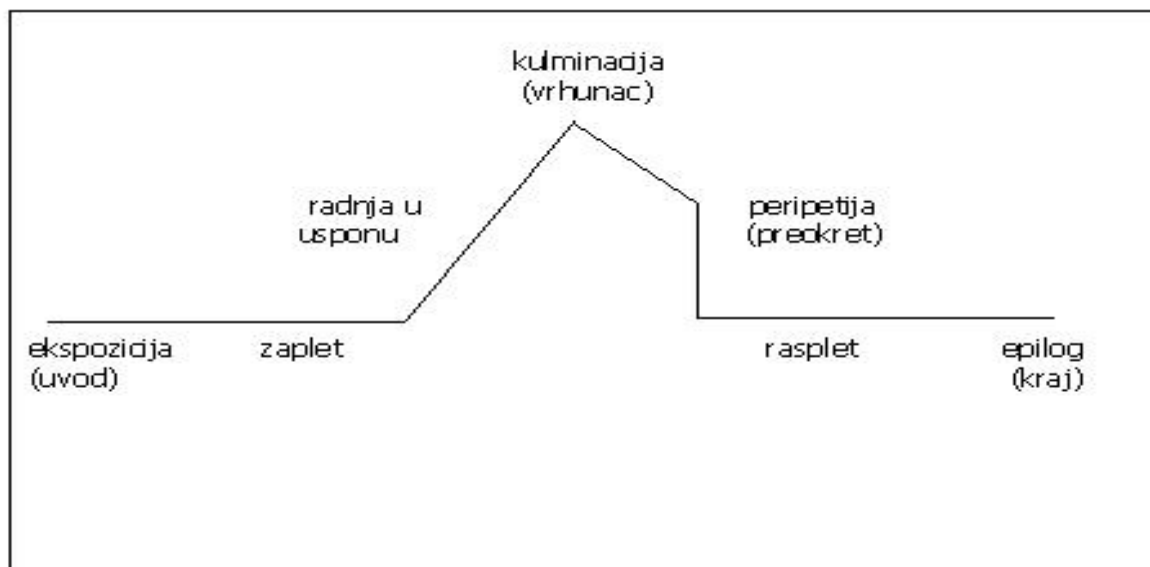 kulminacija
(vrhunac)
radnja u
usponu
peripetija
(preokret)
ekspozicija
(uvod)
zaplet
rasplet
epilog
(kraj)